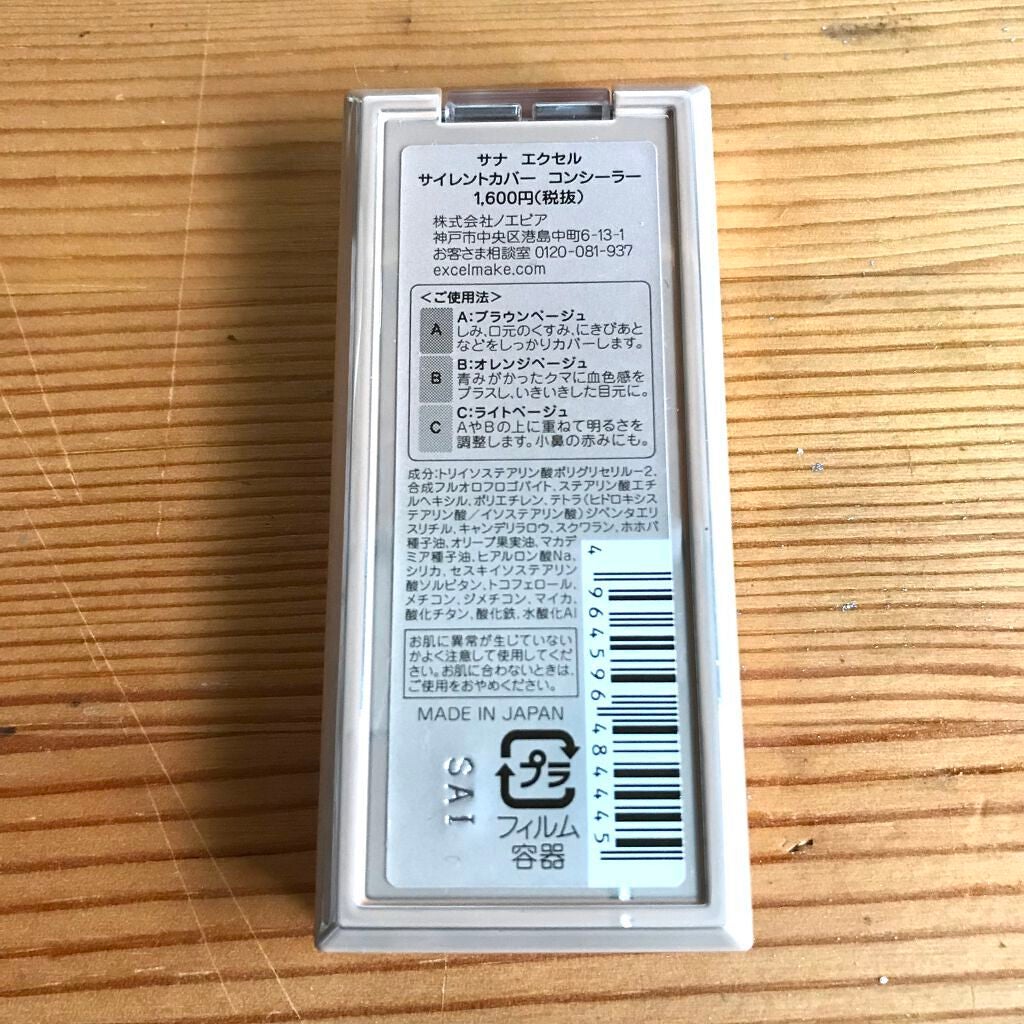 サナ エクセル
サイレントカバー コンシーラー
1,600円(税抜)
株式会社ノエビア
神戸市中央区港島中町6-13-1
お客さま相談室 0120-081-937
excelmake.com
<ご使用法>
A
A:ブラウンベージュ
しみ、口元のくすみ、にきびあと
などをしっかりカバーします。
B
B:オレンジベージュ
青みがかったクマに血色感を
プラスし、いきいきした目元に。
C
C:ライトベージュ
AやBの上に重ねて明るさを
調整します。小鼻の赤みにも。
成分:トリイソステアリン酸ポリグリセリル-2、
合成フルオロフロゴパイト、ステアリン酸エチ
ルヘキシル、ポリエチレン、テトラ(ヒドロキシス
テアリン酸/イソステアリン酸)ジペンタエリ
スリチル、キャンデリラロウ、スクワラン、ホホバ
種子油、オリーブ果実油、マカデ
ミア種子油、ヒアルロン酸Na、
シリカ、セスキイソステアリン
酸ソルビタン、トコフェロール、
メチコン、ジメチコン、マイカ、
酸化チタン、酸化鉄、水酸化Al
お肌に異常が生じていない
かよく注意して使用してくだ
さい。お肌に合わないときは、
ご使用をおやめください。
MADE IN JAPAN
SA1
プラ
フィルム
容器
4964596484445